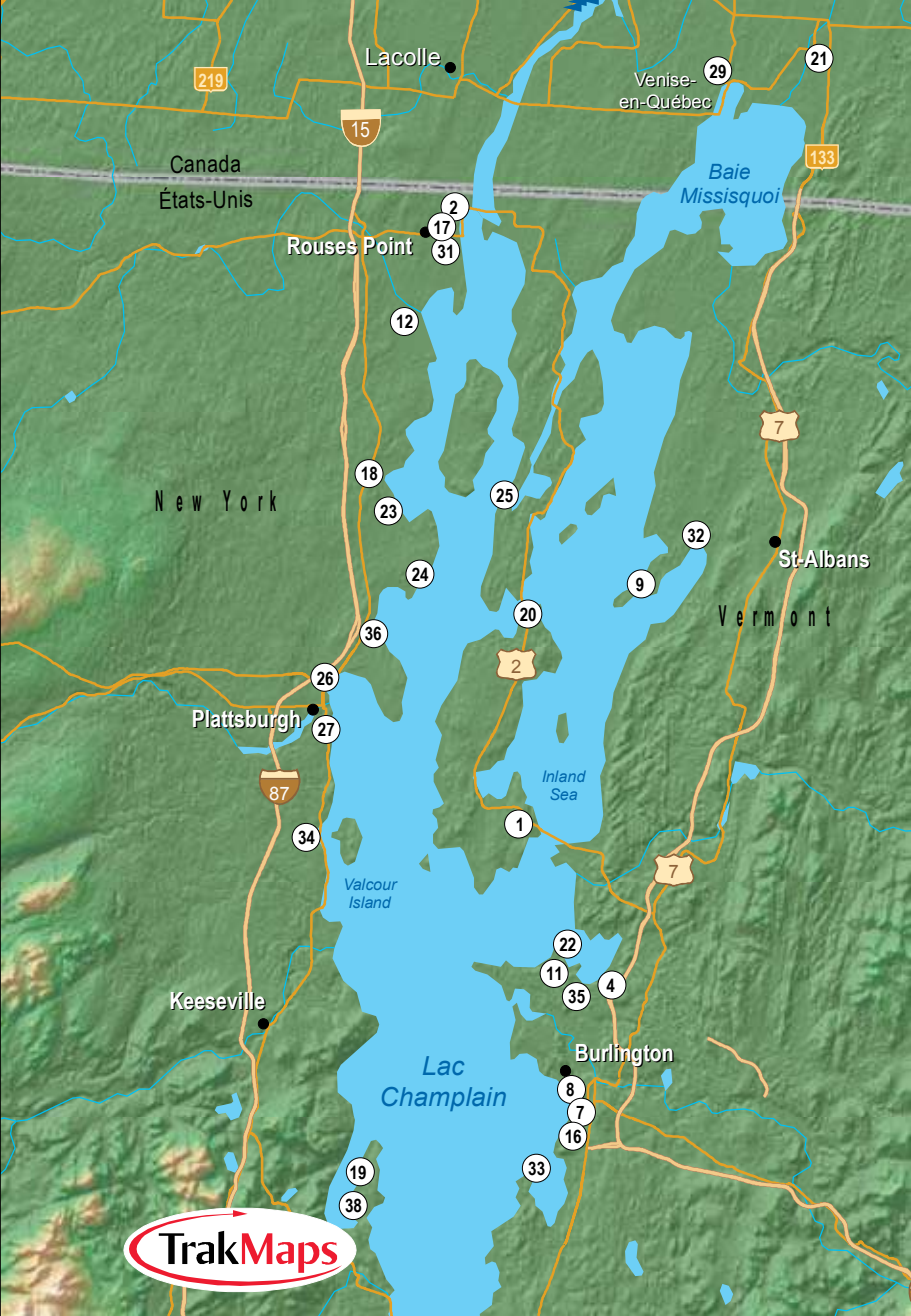 Lacolle
29
21
219
Venise-
en-Québec
15
133
Canada
Baie
Missisquoi
États-Unis
2
17
Rouses Point
31
12
7
18
25
New York
23
32
St-Albans
24
9
20
Vermont
36
2
26
Plattsburgh
27
Inland
Sea
87
1
34
7
Valcour
Island
22
11
4
35
Keeseville
Burlington
Lac
Champlain
8
7
16
33
19
38
TrakMaps